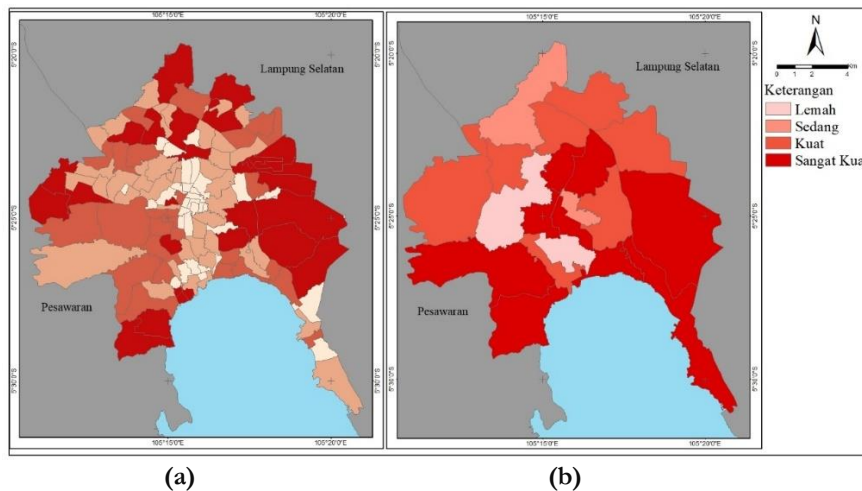 105°15'0"E 105°20'0"E
5°20'0"S
Lampung Selatan
5°25'0"S
Pesawaran
5°30'0"S
105°15'0"E 105°20'0"E
(a)
105°15'0"E 105°20'0"E
5°20'0"S
Lampung Selatan
5°25'0"S
Pesawaran
5°30'0"S
105°15'0"E 105°20'0"E
(b)
N
0 1 2 4
Km
Keterangan
Lemah
Sedang
Kuat
Sangat Kua